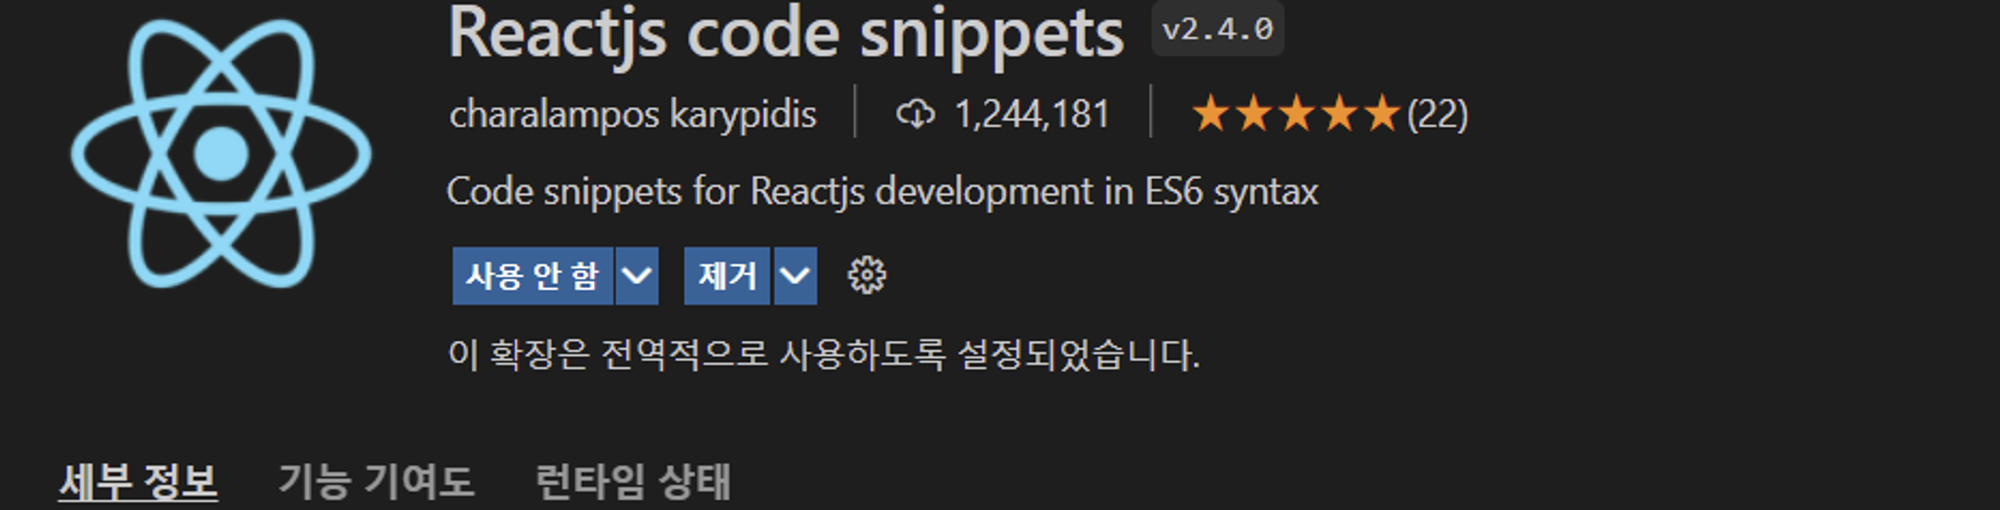 Reactjs code snippets v2.4.0
charalampos karypidis 1,244,181 ★★★★★(22)
Code snippets for Reactjs development in ES6 syntax
사용 안 함 제거
이 확장은 전역적으로 사용하도록 설정되었습니다.
세부 정보 기능 기여도 런타임 상태